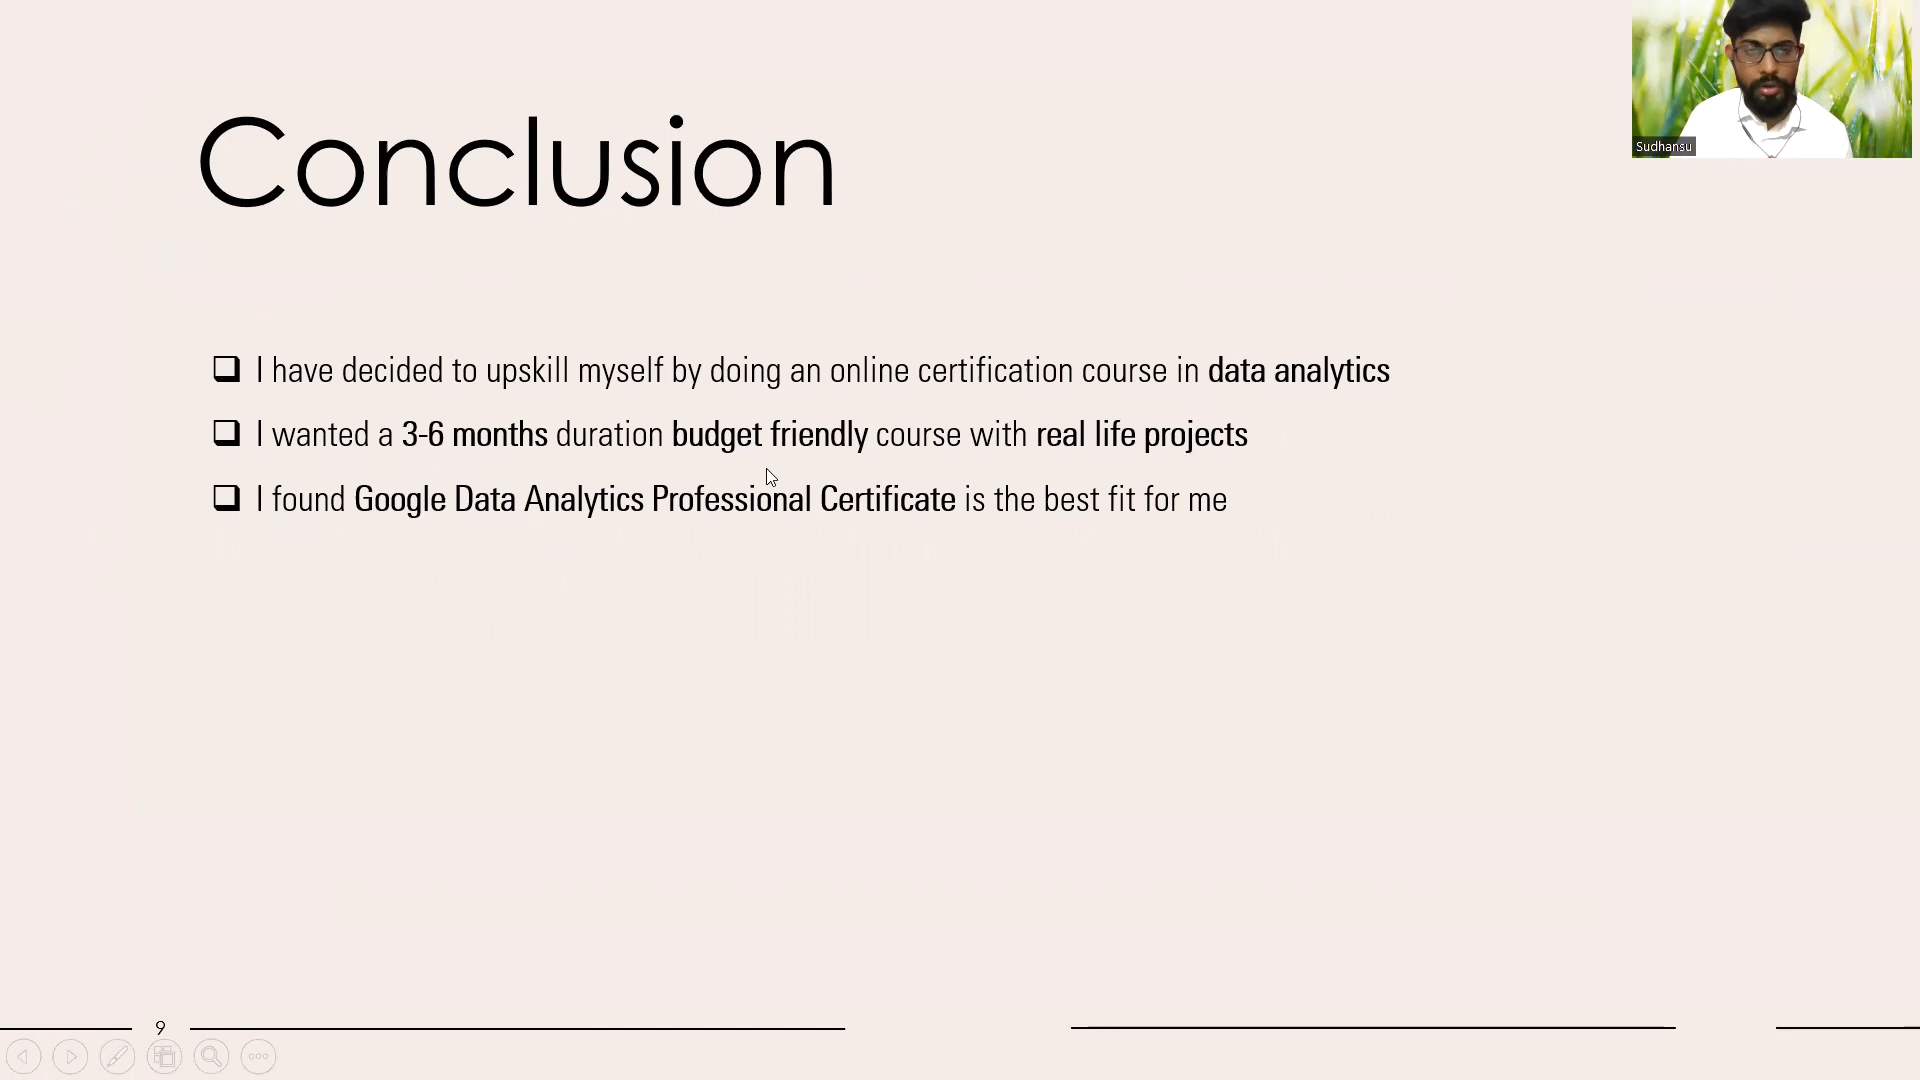 Sudhansu
Conclusion
I have decided to upskill myself by doing an online certification course in data analytics
I wanted a 3-6 months duration budget friendly course with real life projects
I found Google Data Analytics Professional Certificate is the best fit for me
9